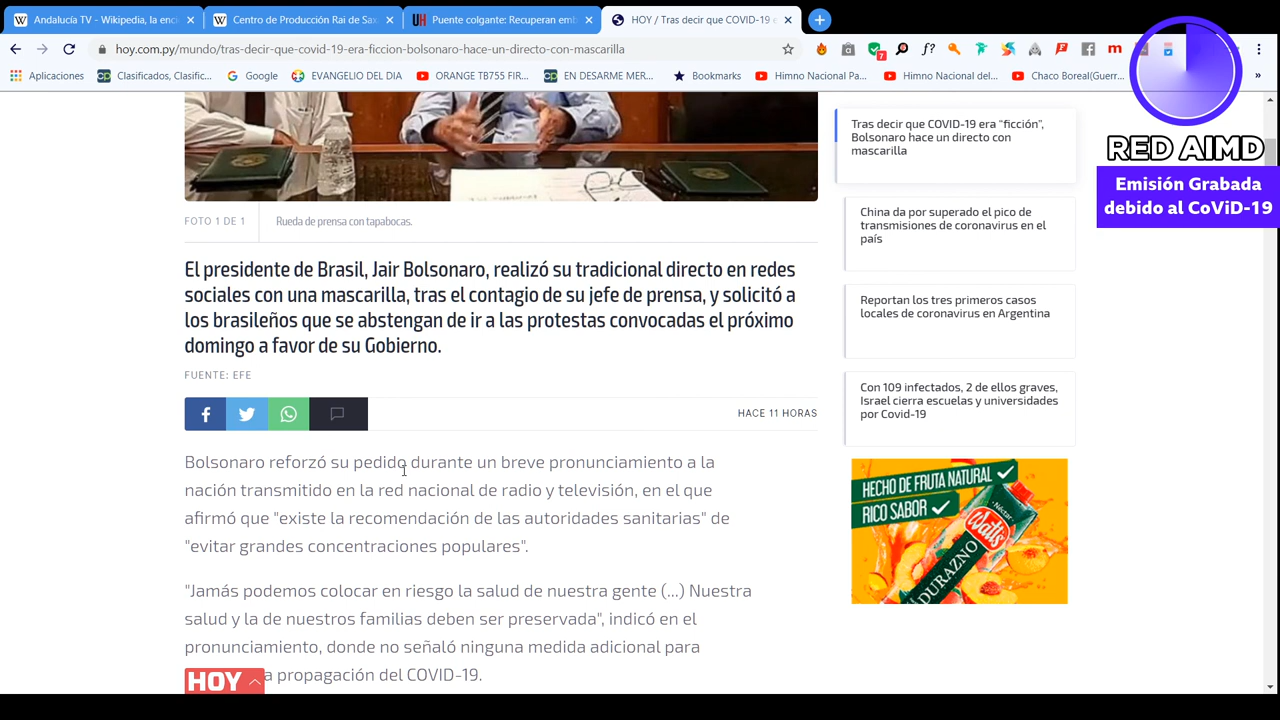 Andalucía TV - Wikipedia, la enci
Centro de Producción Rai de Sax
UH Puente colgante: Recuperan emb
HOY / Tras decir que COVID-19 e
hoy.com.py/mundo/tras-decir-que-covid-19-era-ficcion-bolsonaro-hace-un-directo-con-mascarilla
Aplicaciones
Clasificados, Clasific...
Google
EVANGELIO DEL DIA
ORANGE TB755 FIR...
EN DESARME MER...
Bookmarks
Himno Nacional Pa...
Himno Nacional del...
Chaco Boreal(Guerr...
RED AIMD
Emisión Grabada
debido al CoViD-19
FOTO 1 DE 1
Rueda de prensa con tapabocas.
El presidente de Brasil, Jair Bolsonaro, realizó su tradicional directo en redes
sociales con una mascarilla, tras el contagio de su jefe de prensa, y solicitó a
los brasileños que se abstengan de ir a las protestas convocadas el próximo
domingo a favor de su Gobierno.
FUENTE: EFE
HACE 11 HORAS
Bolsonaro reforzó su pedido durante un breve pronunciamiento a la
nación transmitido en la red nacional de radio y televisión, en el que
afirmó que "existe la recomendación de las autoridades sanitarias" de
"evitar grandes concentraciones populares".
"Jamás podemos colocar en riesgo la salud de nuestra gente (...) Nuestra
salud y la de nuestros familias deben ser preservada", indicó en el
pronunciamiento, donde no señaló ninguna medida adicional para
a propagación del COVID-19.
HOY
Tras decir que COVID-19 era “ficción”,
Bolsonaro hace un directo con
mascarilla
China da por superado el pico de
transmisiones de coronavirus en el
país
Reportan los tres primeros casos
locales de coronavirus en Argentina
Con 109 infectados, 2 de ellos graves,
Israel cierra escuelas y universidades
por Covid-19
HECHO DE FRUTA NATURAL
RICO SABOR
Néctar
Watt's
DURAZNO